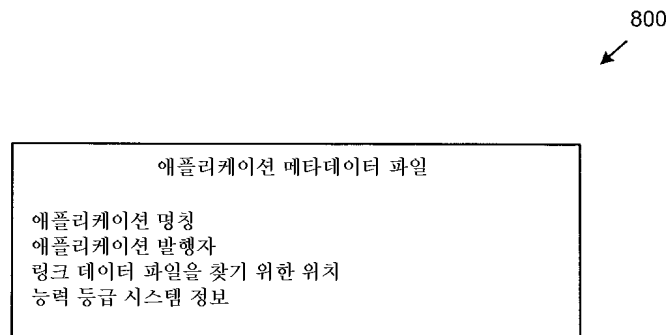 800
애플리케이션 메타데이터 파일
애플리케이션 명칭
애플리케이션 발행자
링크 데이터 파일을 찾기 위한 위치
능력 등급 시스템 정보